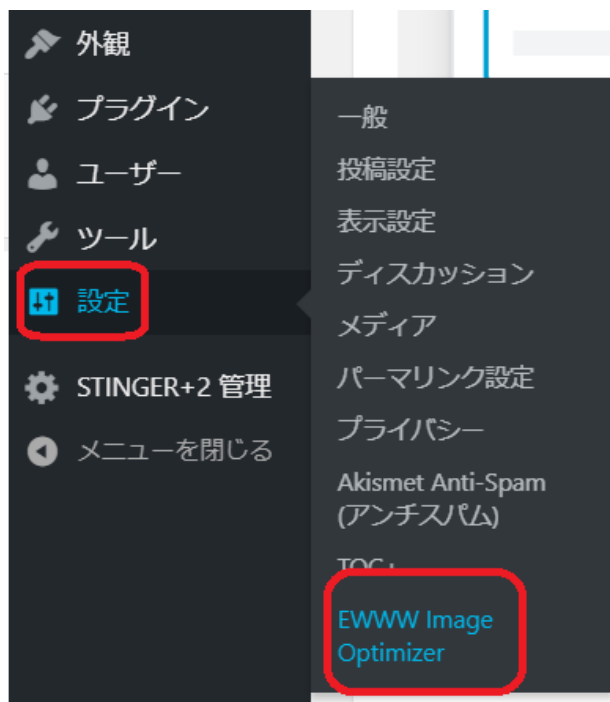 外観
プラグイン
ユーザー
ツール
設定
STINGER+2 管理
メニューを閉じる
一般
投稿設定
表示設定
ディスカッション
メディア
パーマリンク設定
プライバシー
Akismet Anti-Spam
(アンチスパム)
TOC+
EWWW Image
Optimizer